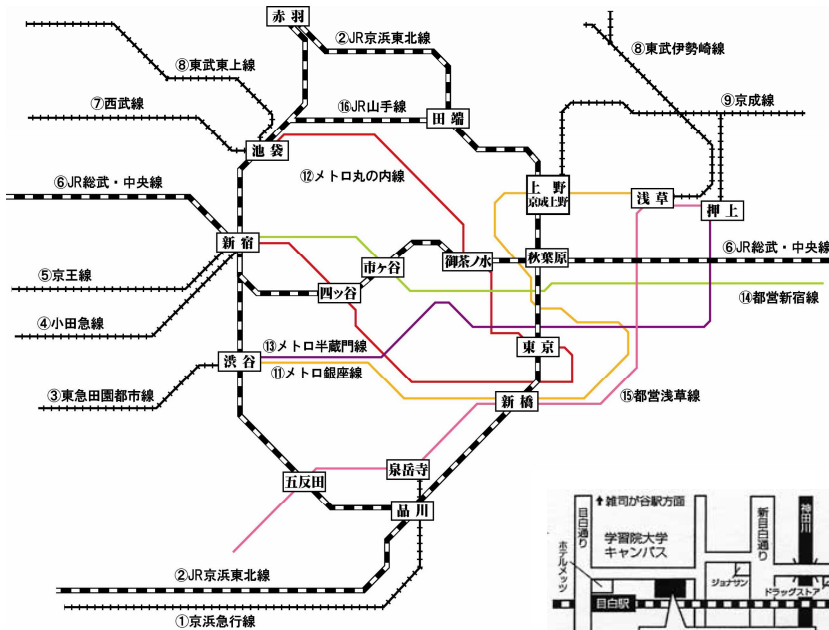 赤羽
②JR京浜東北線
⑧東武東上線
⑧東武伊勢崎線
⑦西武線
⑯JR山手線
田端
⑨京成線
池袋
⑫メトロ丸の内線
⑥JR総武・中央線
上野
京成上野
浅草
押上
新宿
市ヶ谷
御茶ノ水
秋葉原
⑥JR総武・中央線
⑤京王線
四ッ谷
⑭都営新宿線
④小田急線
⑬メトロ半蔵門線
東京
渋谷
⑪メトロ銀座線
③東急田園都市線
新橋
⑮都営浅草線
泉岳寺
五反田
品川
②JR京浜東北線
①京浜急行線
目白通り
↑雑司が谷駅方面
学習院大学
キャンパス
新目白通り
神田川
ホテルメッツ
ジョナサン
ドラッグストア
目白駅